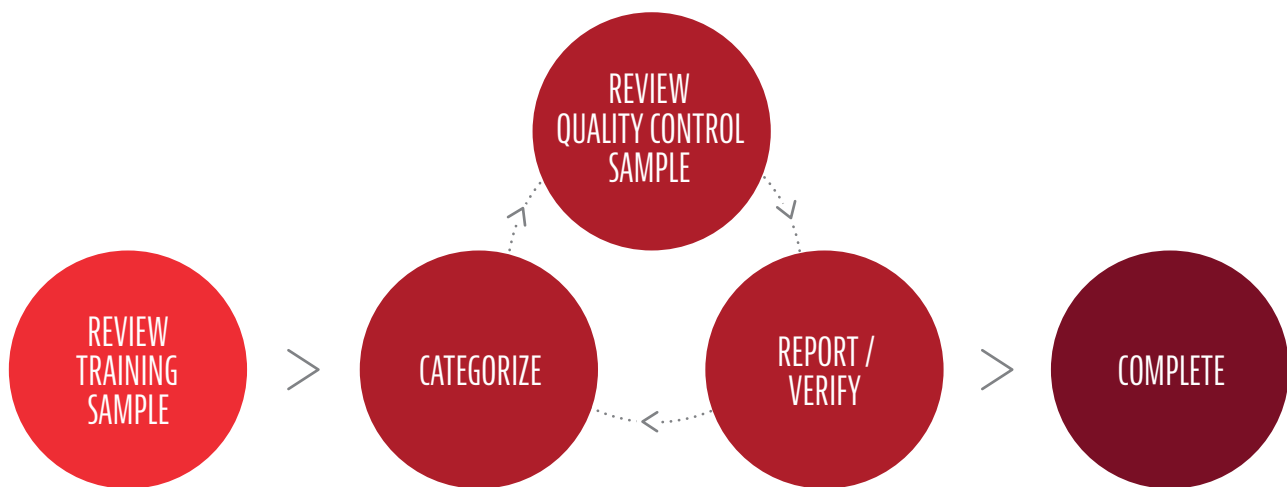 REVIEW
QUALITY CONTROL
SAMPLE
REVIEW
TRAINING
SAMPLE
CATEGORIZE
REPORT /
VERIFY
COMPLETE